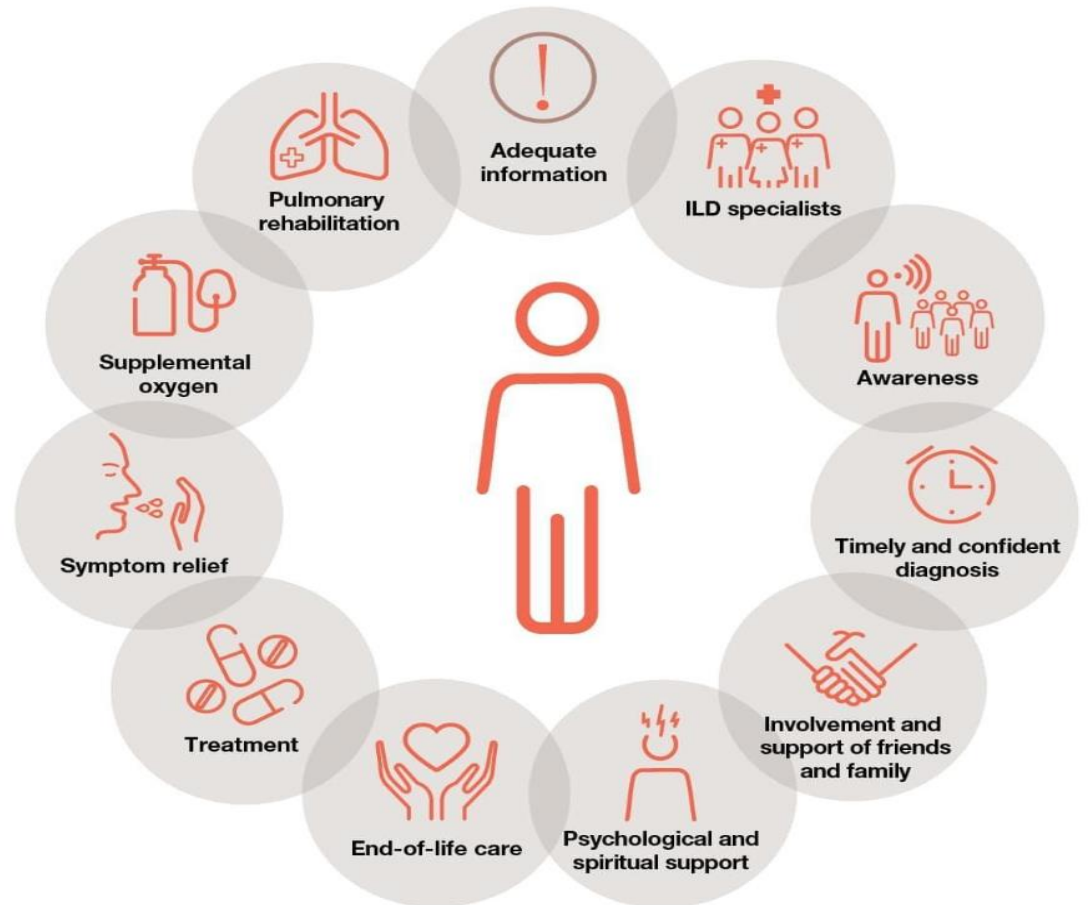 Adequate
information
ILD specialists
Awareness
Timely and confident
diagnosis
Involvement and
support of friends
and family
Psychological and
spiritual support
End-of-life care
Treatment
Symptom relief
Supplemental
oxygen
Pulmonary
rehabilitation